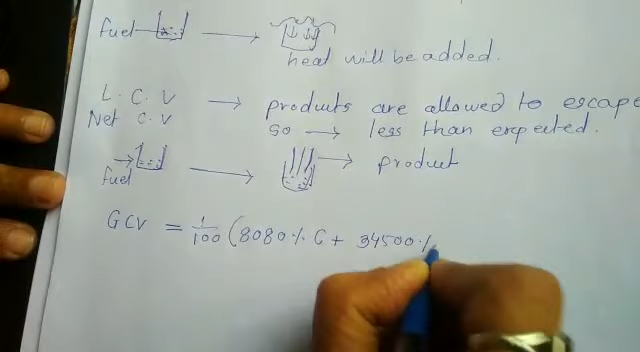 fuel
heat will be added.
L. C. V → products are allowed to escape
Net C. V so → less than expected.
fuel → product
GCV = 1/100 (8080 % C + 34500 %